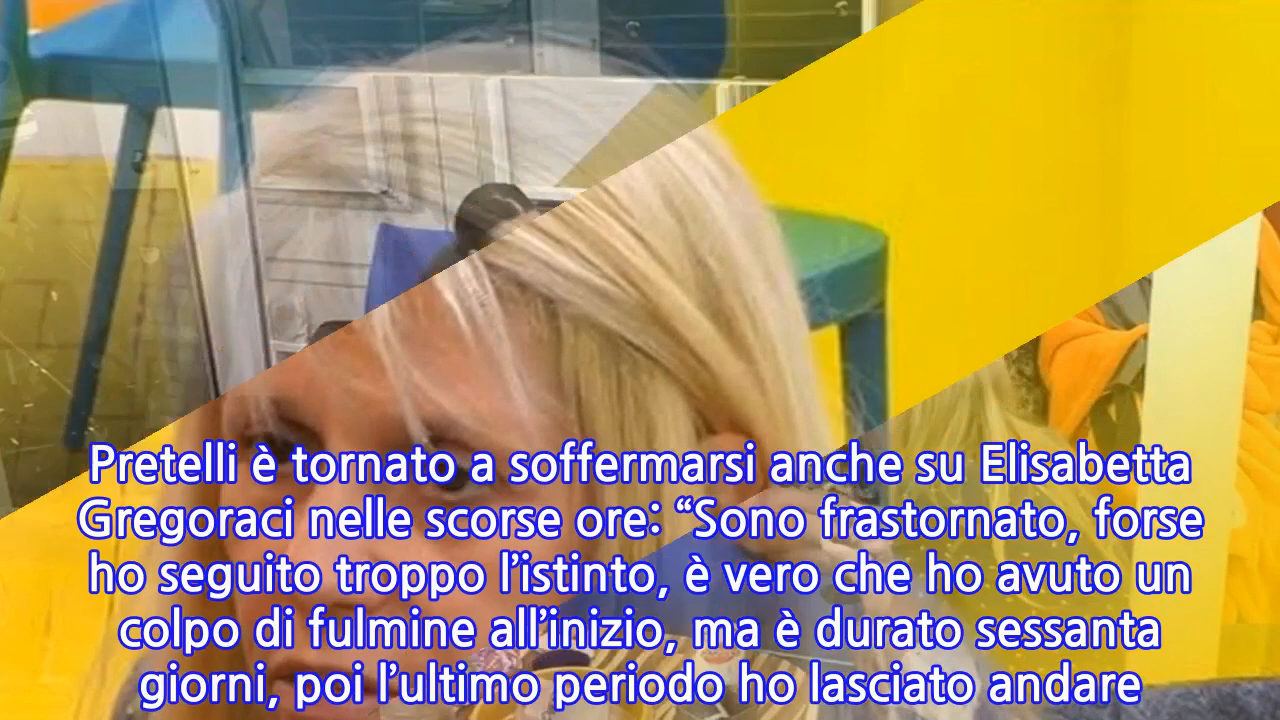 Pretelli è tornato a soffermarsi anche su Elisabetta
Gregoraci nelle scorse ore: “Sono frastornato, forse
ho seguito troppo l’istinto, è vero che ho avuto un
colpo di fulmine all’inizio, ma è durato sessanta
giorni, poi l’ultimo periodo ho lasciato andare